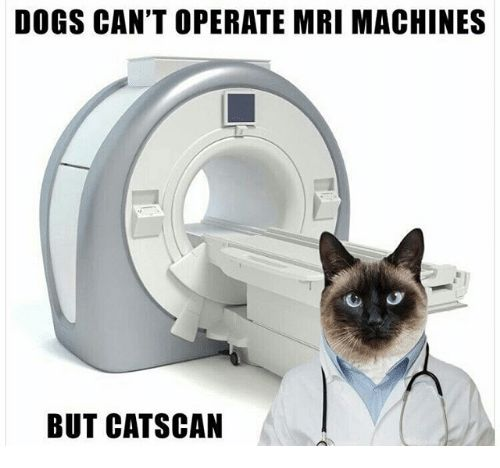 DOGS CAN'T OPERATE MRI MACHINES
BUT CATSCAN